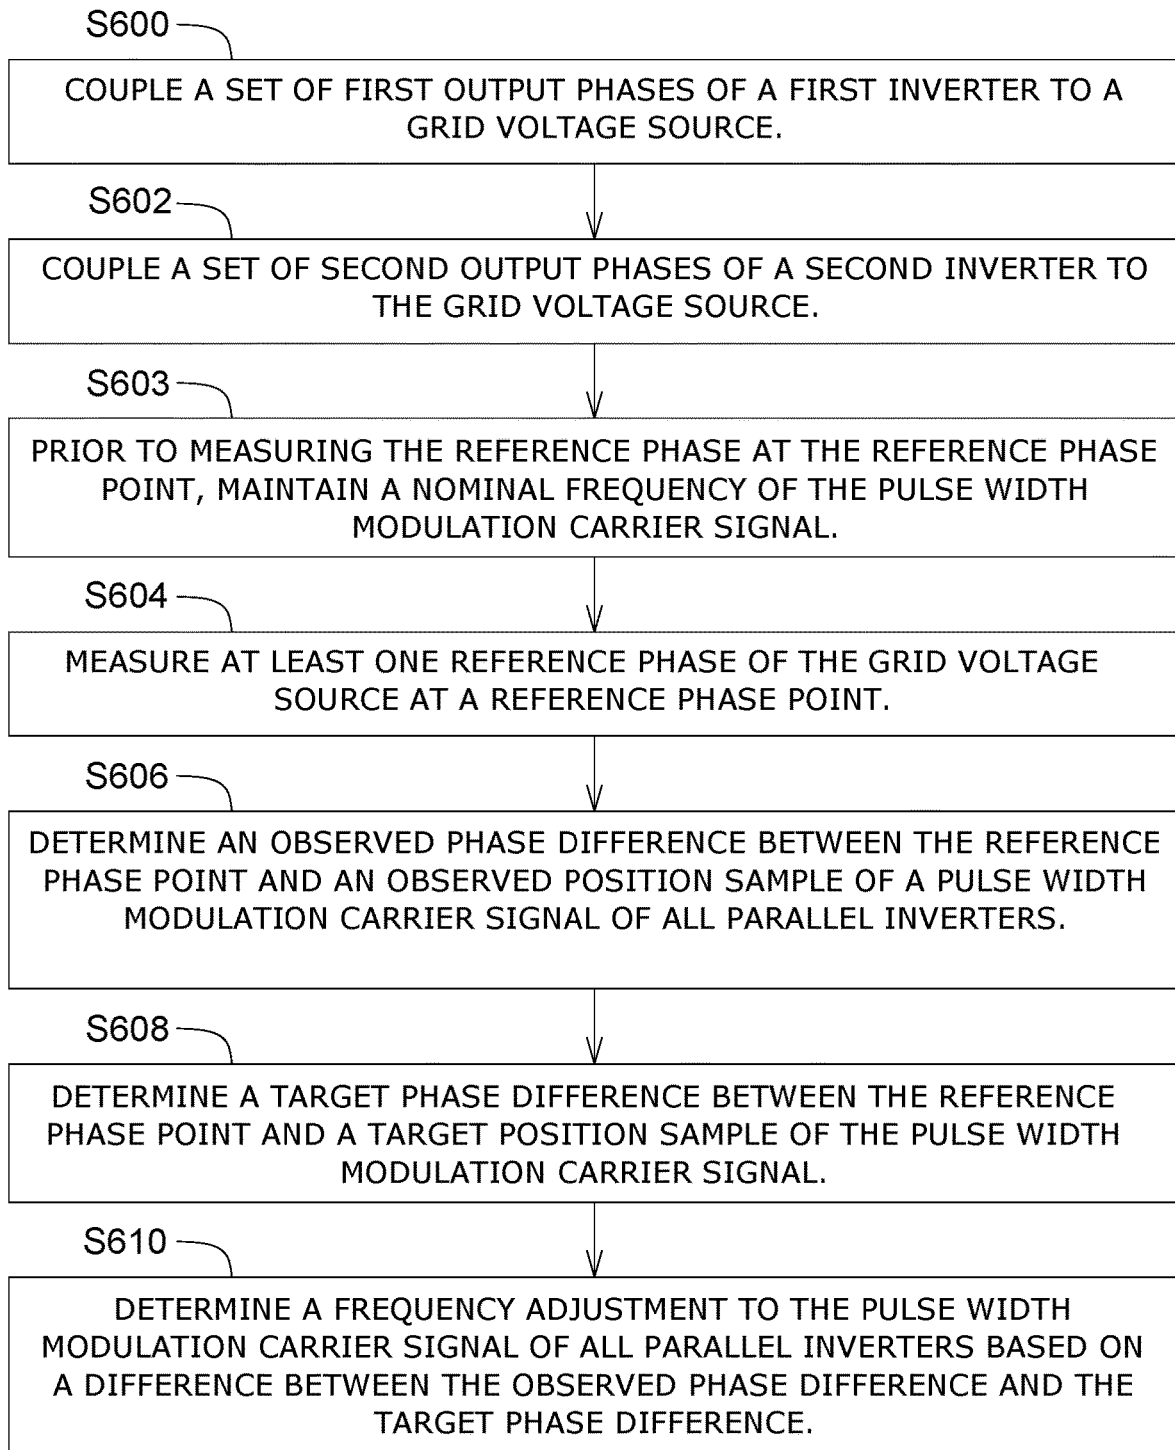 S600
COUPLE A SET OF FIRST OUTPUT PHASES OF A FIRST INVERTER TO A
GRID VOLTAGE SOURCE.
S602
COUPLE A SET OF SECOND OUTPUT PHASES OF A SECOND INVERTER TO
THE GRID VOLTAGE SOURCE.
S603
PRIOR TO MEASURING THE REFERENCE PHASE AT THE REFERENCE PHASE
POINT, MAINTAIN A NOMINAL FREQUENCY OF THE PULSE WIDTH
MODULATION CARRIER SIGNAL.
S604
MEASURE AT LEAST ONE REFERENCE PHASE OF THE GRID VOLTAGE
SOURCE AT A REFERENCE PHASE POINT.
S606
DETERMINE AN OBSERVED PHASE DIFFERENCE BETWEEN THE REFERENCE
PHASE POINT AND AN OBSERVED POSITION SAMPLE OF A PULSE WIDTH
MODULATION CARRIER SIGNAL OF ALL PARALLEL INVERTERS.
S608
DETERMINE A TARGET PHASE DIFFERENCE BETWEEN THE REFERENCE
PHASE POINT AND A TARGET POSITION SAMPLE OF THE PULSE WIDTH
MODULATION CARRIER SIGNAL.
S610
DETERMINE A FREQUENCY ADJUSTMENT TO THE PULSE WIDTH
MODULATION CARRIER SIGNAL OF ALL PARALLEL INVERTERS BASED ON
A DIFFERENCE BETWEEN THE OBSERVED PHASE DIFFERENCE AND THE
TARGET PHASE DIFFERENCE.